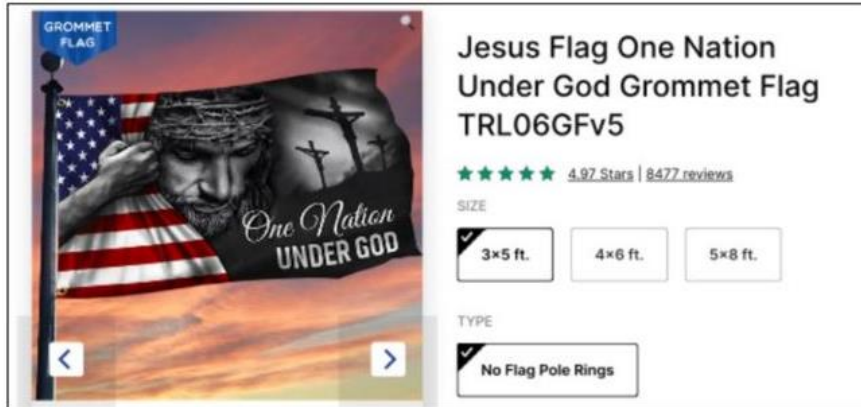 GROMMET
FLAG
One Nation
UNDER GOD
Jesus Flag One Nation
Under God Grommet Flag
TRL06GFv5
4.97 Stars | 8477 reviews
SIZE
3×5 ft. 4×6 ft. 5×8 ft.
TYPE
No Flag Pole Rings